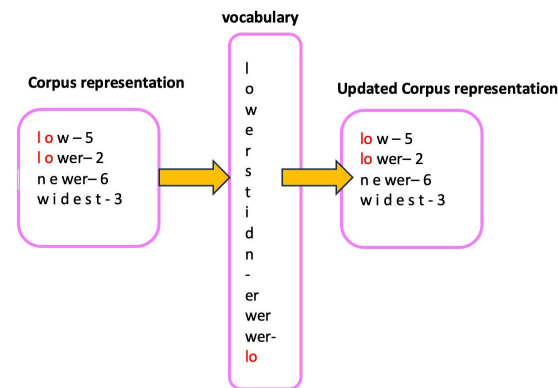 vocabulary
Corpus representation
l o w – 5
l o wer– 2
n e wer– 6
w i d e s t - 3
l
o
w
e
r
s
t
i
d
n
-
er
wer
wer-
lo
Updated Corpus representation
lo w – 5
lo wer– 2
n e wer– 6
w i d e s t - 3